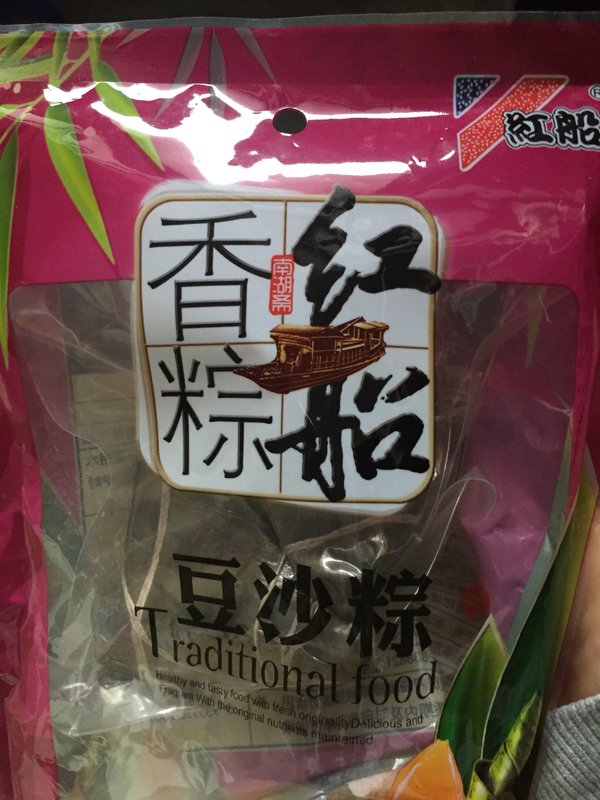 紅船
红船
南湖斋
香粽
豆沙粽
Traditional food
Healthy and tasty food with fresh originality.Delicious and
Fragrant With the original nutrients maintained